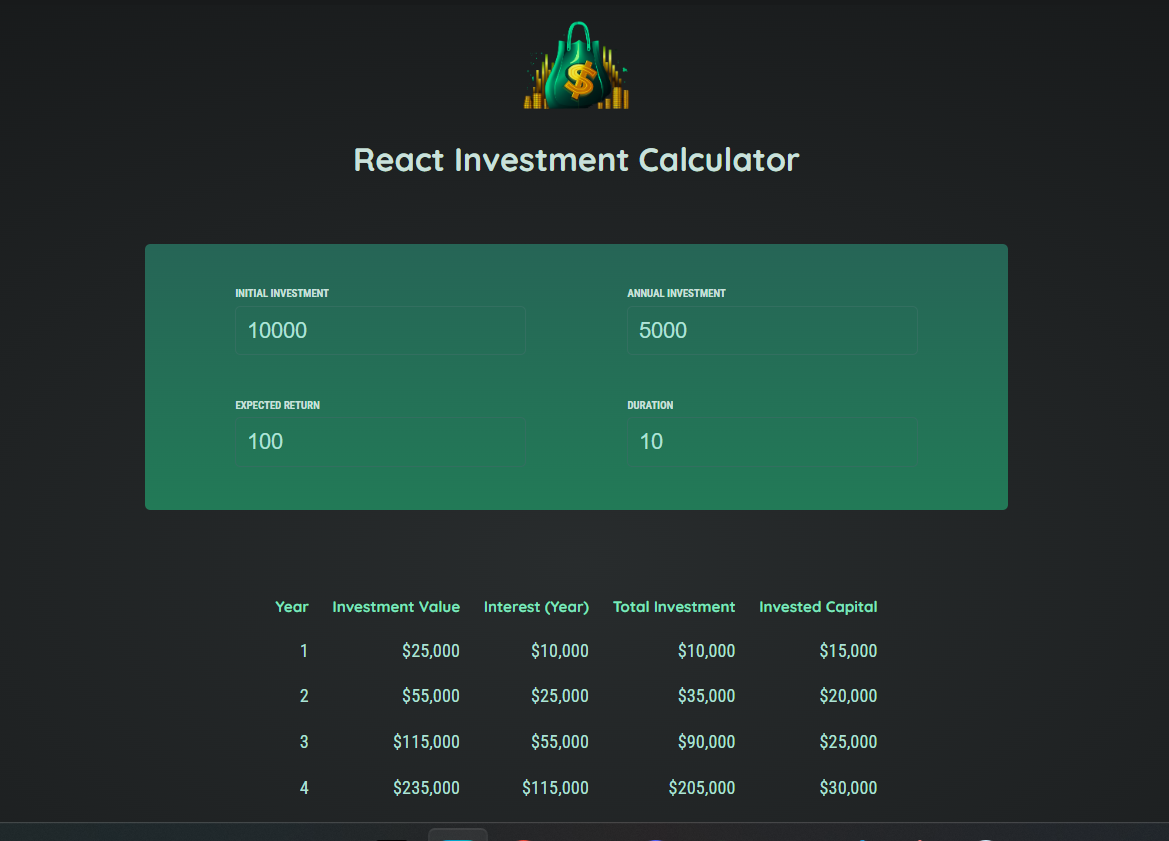 $
React Investment Calculator
INITIAL INVESTMENT ANNUAL INVESTMENT
10000 5000
EXPECTED RETURN DURATION
100 10
Year Investment Value Interest (Year) Total Investment Invested Capital
1 $25,000 $10,000 $10,000 $15,000
2 $55,000 $25,000 $35,000 $20,000
3 $115,000 $55,000 $90,000 $25,000
4 $235,000 $115,000 $205,000 $30,000